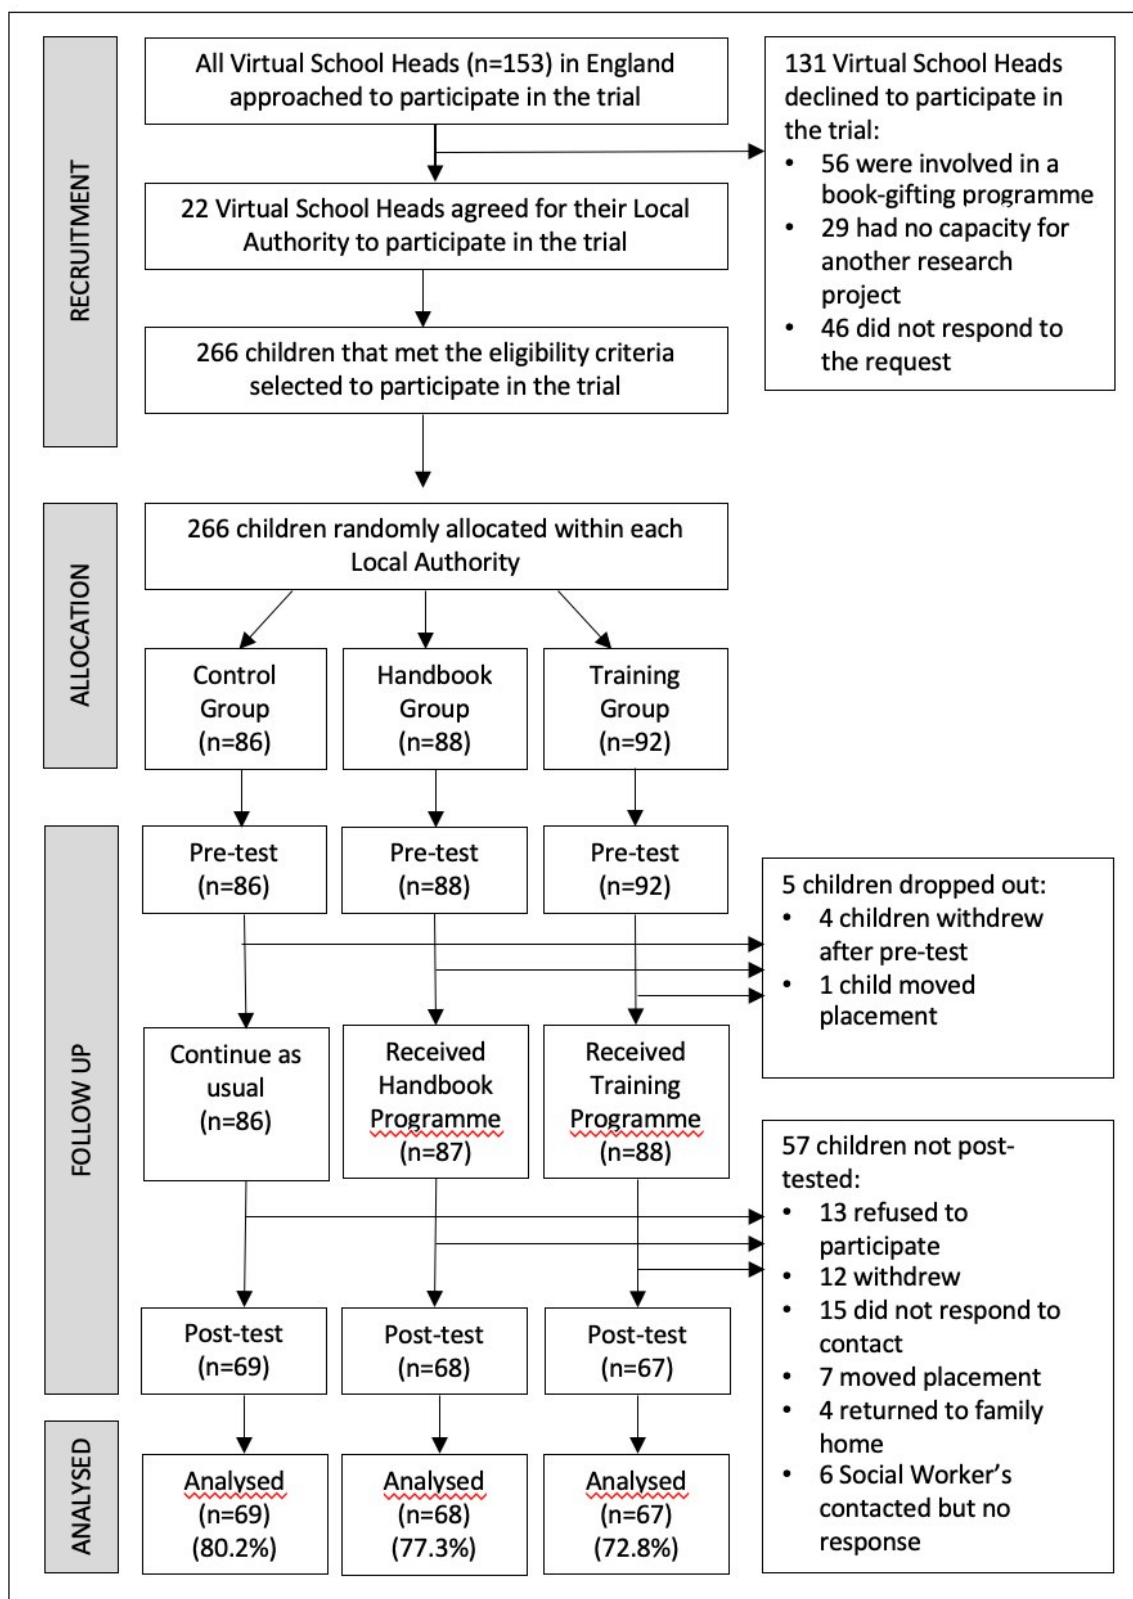 RECRUITMENT
All Virtual School Heads (n=153) in England
approached to participate in the trial
131 Virtual School Heads
declined to participate in
the trial:
• 56 were involved in a
book-gifting programme
• 29 had no capacity for
another research
project
• 46 did not respond to
the request
22 Virtual School Heads agreed for their Local
Authority to participate in the trial
266 children that met the eligibility criteria
selected to participate in the trial
ALLOCATION
266 children randomly allocated within each
Local Authority
Control
Group
(n=86)
Handbook
Group
(n=88)
Training
Group
(n=92)
FOLLOW UP
Pre-test
(n=86)
Pre-test
(n=88)
Pre-test
(n=92)
5 children dropped out:
• 4 children withdrew
after pre-test
• 1 child moved
placement
Continue as
usual
(n=86)
Received
Handbook
Programme
(n=87)
Received
Training
Programme
(n=88)
57 children not post-
tested:
• 13 refused to
participate
• 12 withdrew
• 15 did not respond to
contact
• 7 moved placement
• 4 returned to family
home
• 6 Social Worker's
contacted but no
response
Post-test
(n=69)
Post-test
(n=68)
Post-test
(n=67)
ANALYSED
Analysed
(n=69)
(80.2%)
Analysed
(n=68)
(77.3%)
Analysed
(n=67)
(72.8%)